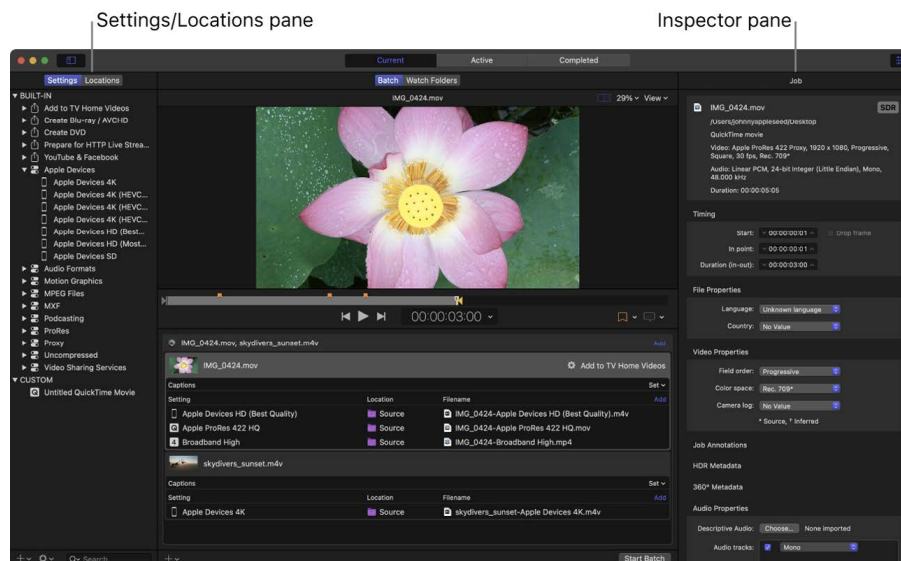 Settings/Locations pane
Inspector pane
Current Active Completed
Settings Locations
Batch Watch Folders
Job
BUILT-IN
Add to TV Home Videos
Create Blu-ray / AVCHD
Create DVD
Prepare for HTTP Live Strea...
YouTube & Facebook
Apple Devices
Apple Devices 4K
Apple Devices 4K (HEVC...
Apple Devices 4K (HEVC...
Apple Devices 4K (HEVC...
Apple Devices HD (Best...
Apple Devices HD (Most...
Apple Devices SD
Audio Formats
Motion Graphics
MPEG Files
MXF
Podcasting
ProRes
Proxy
Uncompressed
Video Sharing Services
CUSTOM
Untitled QuickTime Movie
Search
IMG_0424.mov
29% View
00:00:03:00
IMG_0424.mov, skydivers_sunset.m4v Add
IMG_0424.mov Add to TV Home Videos
Captions Set
Setting Location Filename Add
Apple Devices HD (Best Quality) Source IMG_0424-Apple Devices HD (Best Quality).m4v
Apple ProRes 422 HQ Source IMG_0424-Apple ProRes 422 HQ.mov
4 Broadband High Source IMG_0424-Broadband High.mp4
skydivers_sunset.m4v
Captions Set
Setting Location Filename Add
Apple Devices 4K Source skydivers_sunset-Apple Devices 4K.m4v
Start Batch
IMG_0424.mov SDR
/Users/johnnyappleseed/Desktop
QuickTime movie
Video: Apple ProRes 422 Proxy, 1920 x 1080, Progressive,
Square, 30 fps, Rec. 709*
Audio: Linear PCM, 24-bit Integer (Little Endian), Mono,
48.000 kHz
Duration: 00:00:05:05
Timing
Start: 00:00:00:01 Drop frame
In point: 00:00:00:01
Duration (in-out): 00:00:03:00
File Properties
Language: Unknown language
Country: No Value
Video Properties
Field order: Progressive
Color space: Rec. 709*
Camera log: No Value
* Source, † Inferred
Job Annotations
HDR Metadata
360° Metadata
Audio Properties
Descriptive Audio: Choose... None imported
Audio tracks: Mono